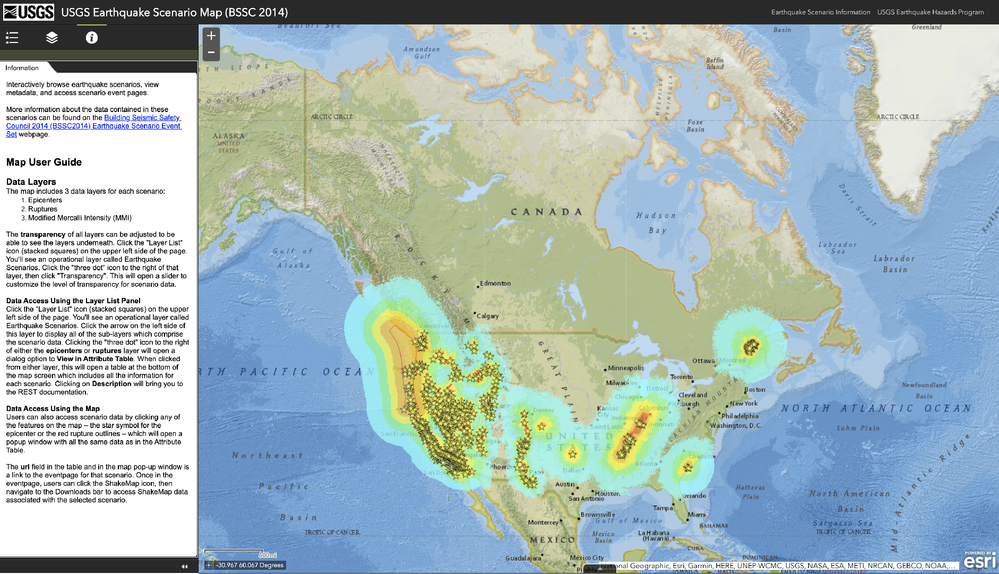 USGS USGS Earthquake Scenario Map (BSSC 2014)
Earthquake Scenario Information USGS Earthquake Hazards Program
Information
Interactively browse earthquake scenarios, view
metadata, and access scenario event pages.
More information about the data contained in these
scenarios can be found on the Building Seismic Safety
Council 2014 (BSSC2014) Earthquake Scenario Event
Set webpage.
Map User Guide
Data Layers
The map includes 3 data layers for each scenario:
1. Epicenters
2. Ruptures
3. Modified Mercalli Intensity (MMI)
The transparency of all layers can be adjusted to be
able to see the layers underneath. Click the "Layer List"
icon (stacked squares) on the upper left side of the page.
You'll see an operational layer called Earthquake
Scenarios. Click the "three dot" icon to the right of that
layer, then click "Transparency". This will open a slider to
customize the level of transparency for scenario data.
Data Access Using the Layer List Panel
Click the "Layer List" icon (stacked squares) on the upper
left side of the page. You'll see an operational layer called
Earthquake Scenarios. Click the arrow on the left side of
this layer to display all of the sub-layers which comprise
the scenario data. Clicking the "three dot" icon to the right
of either the epicenters or ruptures layer will open a
dialog option to View in Attribute Table. When clicked
from either layer, this will open a table at the bottom of
the map screen which includes all the information for
each scenario. Clicking on Description will bring you to
the REST documentation.
Data Access Using the Map
Users can also access scenario data by clicking any of
the features on the map – the star symbol for the
epicenter or the red rupture outlines – which will open a
popup window with all the same data as in the Attribute
Table.
The url field in the table and in the map pop-up window is
a link to the eventpage for that scenario. Once in the
eventpage, users can click the ShakeMap icon, then
navigate to the Downloads bar to access ShakeMap data
associated with the selected scenario.
+
−
Beaufort Sea
Basin
Greenland
Amundsen
Gulf
Baffin
Island
TH SLOPE
OOKS RANGE
MELVILLE
PENINSULA
ARCTIC CIRCLE
ARCTIC CIRCLE
Foxe
Basin
ALASKA
UNITED
STATES
MACKENZIE
MOUNTAINS
Davis Strait
Reykja
CANADA
Hudson
Bay
ROCKY M
Gulf of
Alaska
Labrador
Sea
Labrador
Basin
Edmonton
Calgary
Vancouver
GREAT PLAINS
Ottawa
Montreal
RTH PACIFIC OCEAN
Minneapolis
Toronto
Milwaukee
Detroit
Boston
Newfoundland
Basin
Chicago
Cleveland
Pittsburgh
New York
NORTH ATLANTIC OCEAN
Denver
Kansas
City
Columbus
Indianapolis
Cincinnati
Philadelphia
Washington, D.C.
Saint Louis
APPALACHIAN MOUNTAINS
Sohm Plain
San Francisc
UNITED
STATES
egas
ngele
Charlotte
Northeast
Pacific
Basin
San Die
Phoeni
Paso
Dallas
Atlanta
Mid-Atlantic Ridge
Austin
Houston
San Antonio
Orlando
Hatteras
Plain
North American
Basin
Tampa
Miami
Brownsville
Gulf of Mexico
Monterrey
BAHAMAS
Sargasso Sea
TROPIC OF CANCER
TROPIC OF CANCER
MEXICO
Mexico
Basin
La Habana
(Havana)
CUBA
Guadalajara
Mexico City
Puebla
DOMINICAN
600mi
-30.967 60.067 Degrees
National Geographic, Esri, Garmin, HERE, UNEP-WCMC, USGS, NASA, ESA, METI, NRCAN, GEBCO, NOAA,...
POWERED BY
esri